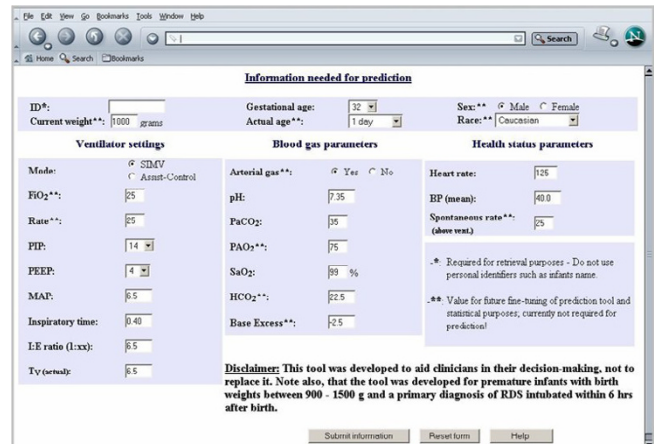 File Edit View Go Bookmarks Tools Window Help
Search
Home Search Bookmarks
Information needed for prediction
ID*:
Current weight**: 1000 grams
Gestational age: 32
Actual age**: 1 day
Sex:** Male Female
Race:** Caucasian
Ventilator settings
Mode: SIMV
Assist-Control
FiO2**: 25
Rate**: 25
PIP: 14
PEEP: 4
MAP: 6.5
Inspiratory time: 0.40
I:E ratio (1:xx): 6.5
TV (actual): 6.5
Blood gas parameters
Arterial gas**: Yes No
pH: 7.35
PaCO2: 35
PAO2**: 75
SaO2: 99 %
HCO2**: 22.5
Base Excess**: -2.5
Health status parameters
Heart rate: 125
BP (mean): 40.0
Spontaneous rate**: 25
(above vent.)
-*: Required for retrieval purposes - Do not use
personal identifiers such as infants name.
-**: Value for future fine-tuning of prediction tool and
statistical purposes; currently not required for
prediction!
Disclaimer: This tool was developed to aid clinicians in their decision-making, not to
replace it. Note also, that the tool was developed for premature infants with birth
weights between 900 - 1500 g and a primary diagnosis of RDS intubated within 6 hrs
after birth.
Submit information Reset form Help